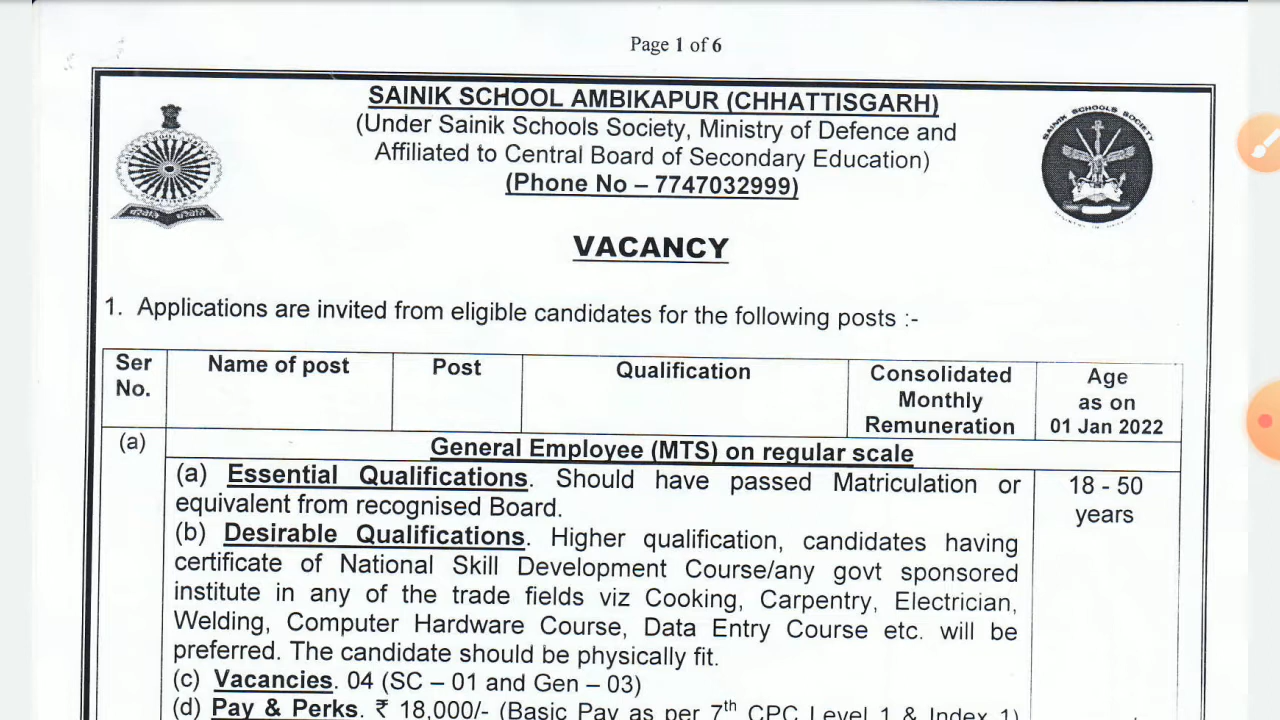 Page 1 of 6
SAINIK SCHOOL AMBIKAPUR (CHHATTISGARH)
(Under Sainik Schools Society, Ministry of Defence and
Affiliated to Central Board of Secondary Education)
(Phone No – 7747032999)
SAINIK SCHOOLS SOCIETY
VACANCY
1. Applications are invited from eligible candidates for the following posts :-
Ser No. Name of post Post Qualification Consolidated Monthly Remuneration Age as on 01 Jan 2022
(a) General Employee (MTS) on regular scale
(a) Essential Qualifications. Should have passed Matriculation or 18 - 50
equivalent from recognised Board. years
(b) Desirable Qualifications. Higher qualification, candidates having
certificate of National Skill Development Course/any govt sponsored
institute in any of the trade fields viz Cooking, Carpentry, Electrician,
Welding, Computer Hardware Course, Data Entry Course etc. will be
preferred. The candidate should be physically fit.
(c) Vacancies. 04 (SC – 01 and Gen – 03)
(d) Pay & Perks. ₹ 18,000/- (Basic Pay as per 7th CPC Level 1 & Index 1)